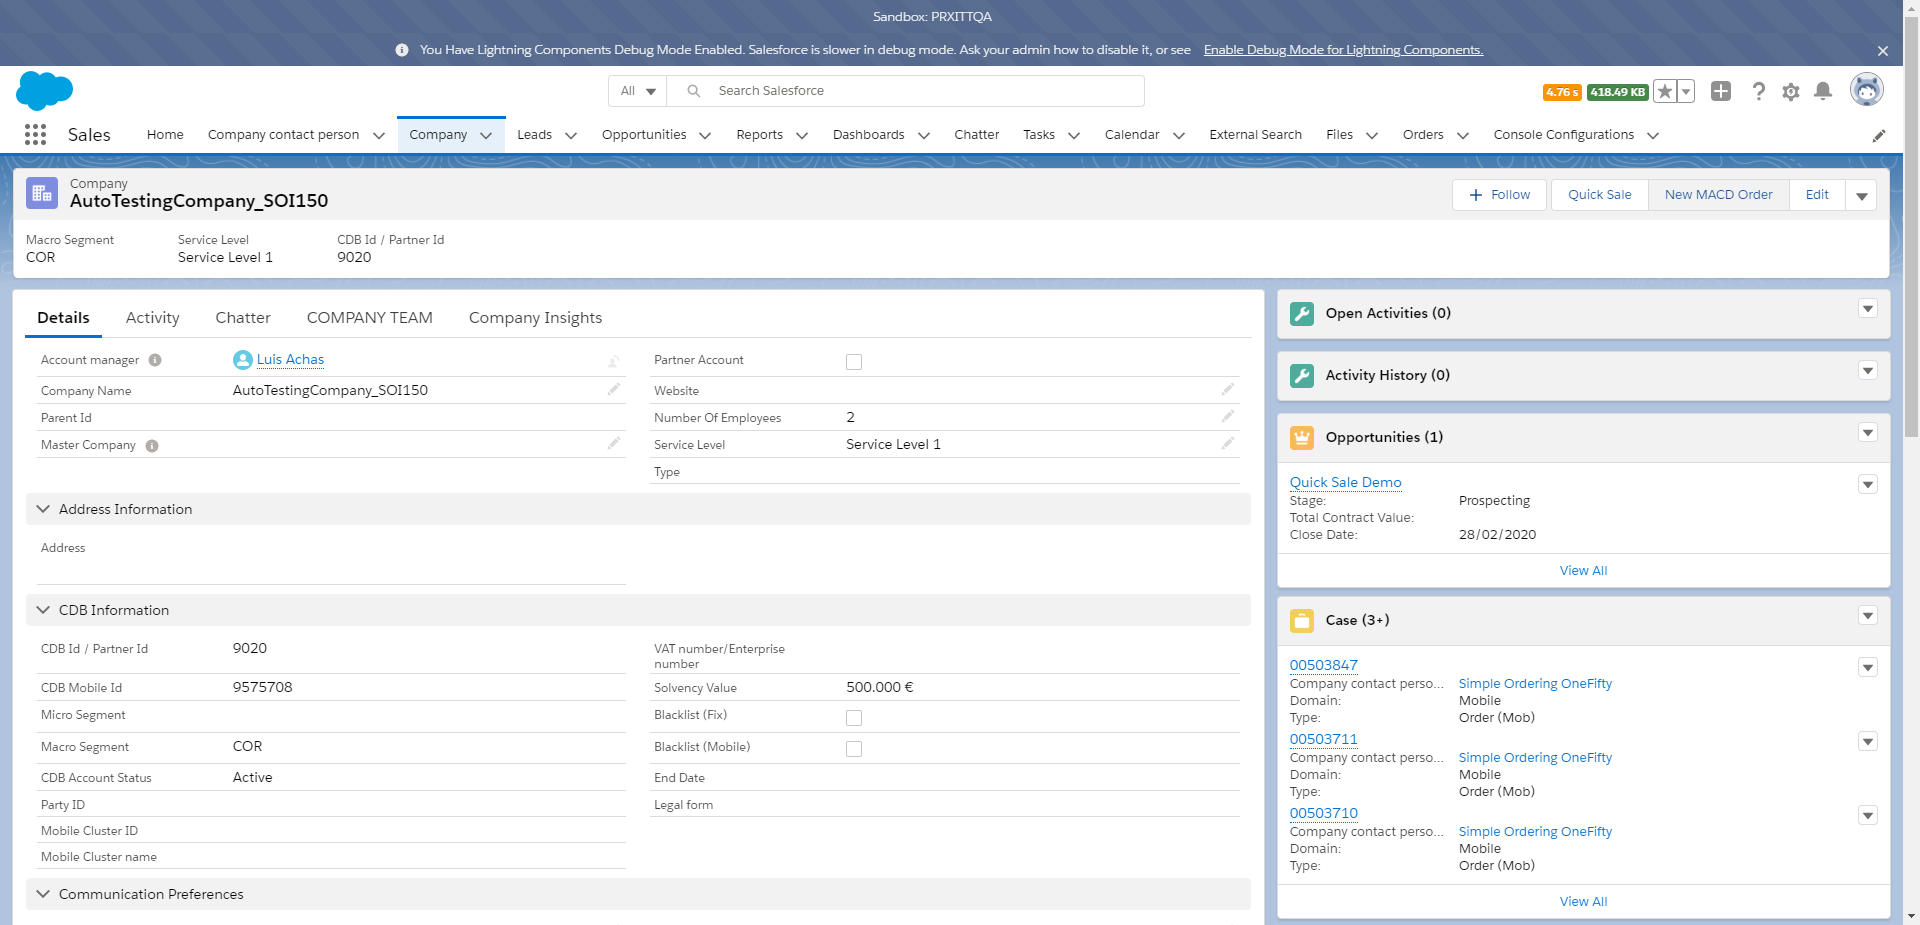 Sandbox: PRXITTQA
You Have Lightning Components Debug Mode Enabled. Salesforce is slower in debug mode. Ask your admin how to disable it, or see Enable Debug Mode for Lightning Components.
All Search Salesforce 4.76 s 418.49 KB
Sales Home Company contact person Company Leads Opportunities Reports Dashboards Chatter Tasks Calendar External Search Files Orders Console Configurations
Company
AutoTestingCompany_SOI150
Follow Quick Sale New MACD Order Edit
Macro Segment Service Level CDB Id / Partner Id
COR Service Level 1 9020
Details Activity Chatter COMPANY TEAM Company Insights
Account manager Luis Achas Partner Account
Company Name AutoTestingCompany_SOI150 Website
Parent Id Number Of Employees 2
Master Company Service Level Service Level 1
Type
Address Information
Address
CDB Information
CDB Id / Partner Id 9020 VAT number/Enterprise
number
CDB Mobile Id 9575708 Solvency Value 500.000 €
Micro Segment Blacklist (Fix)
Macro Segment COR Blacklist (Mobile)
CDB Account Status Active End Date
Party ID Legal form
Mobile Cluster ID
Mobile Cluster name
Communication Preferences
Open Activities (0)
Activity History (0)
Opportunities (1)
Quick Sale Demo
Stage: Prospecting
Total Contract Value:
Close Date: 28/02/2020
View All
Case (3+)
00503847
Company contact perso... Simple Ordering OneFifty
Domain: Mobile
Type: Order (Mob)
00503711
Company contact perso... Simple Ordering OneFifty
Domain: Mobile
Type: Order (Mob)
00503710
Company contact perso... Simple Ordering OneFifty
Domain: Mobile
Type: Order (Mob)
View All